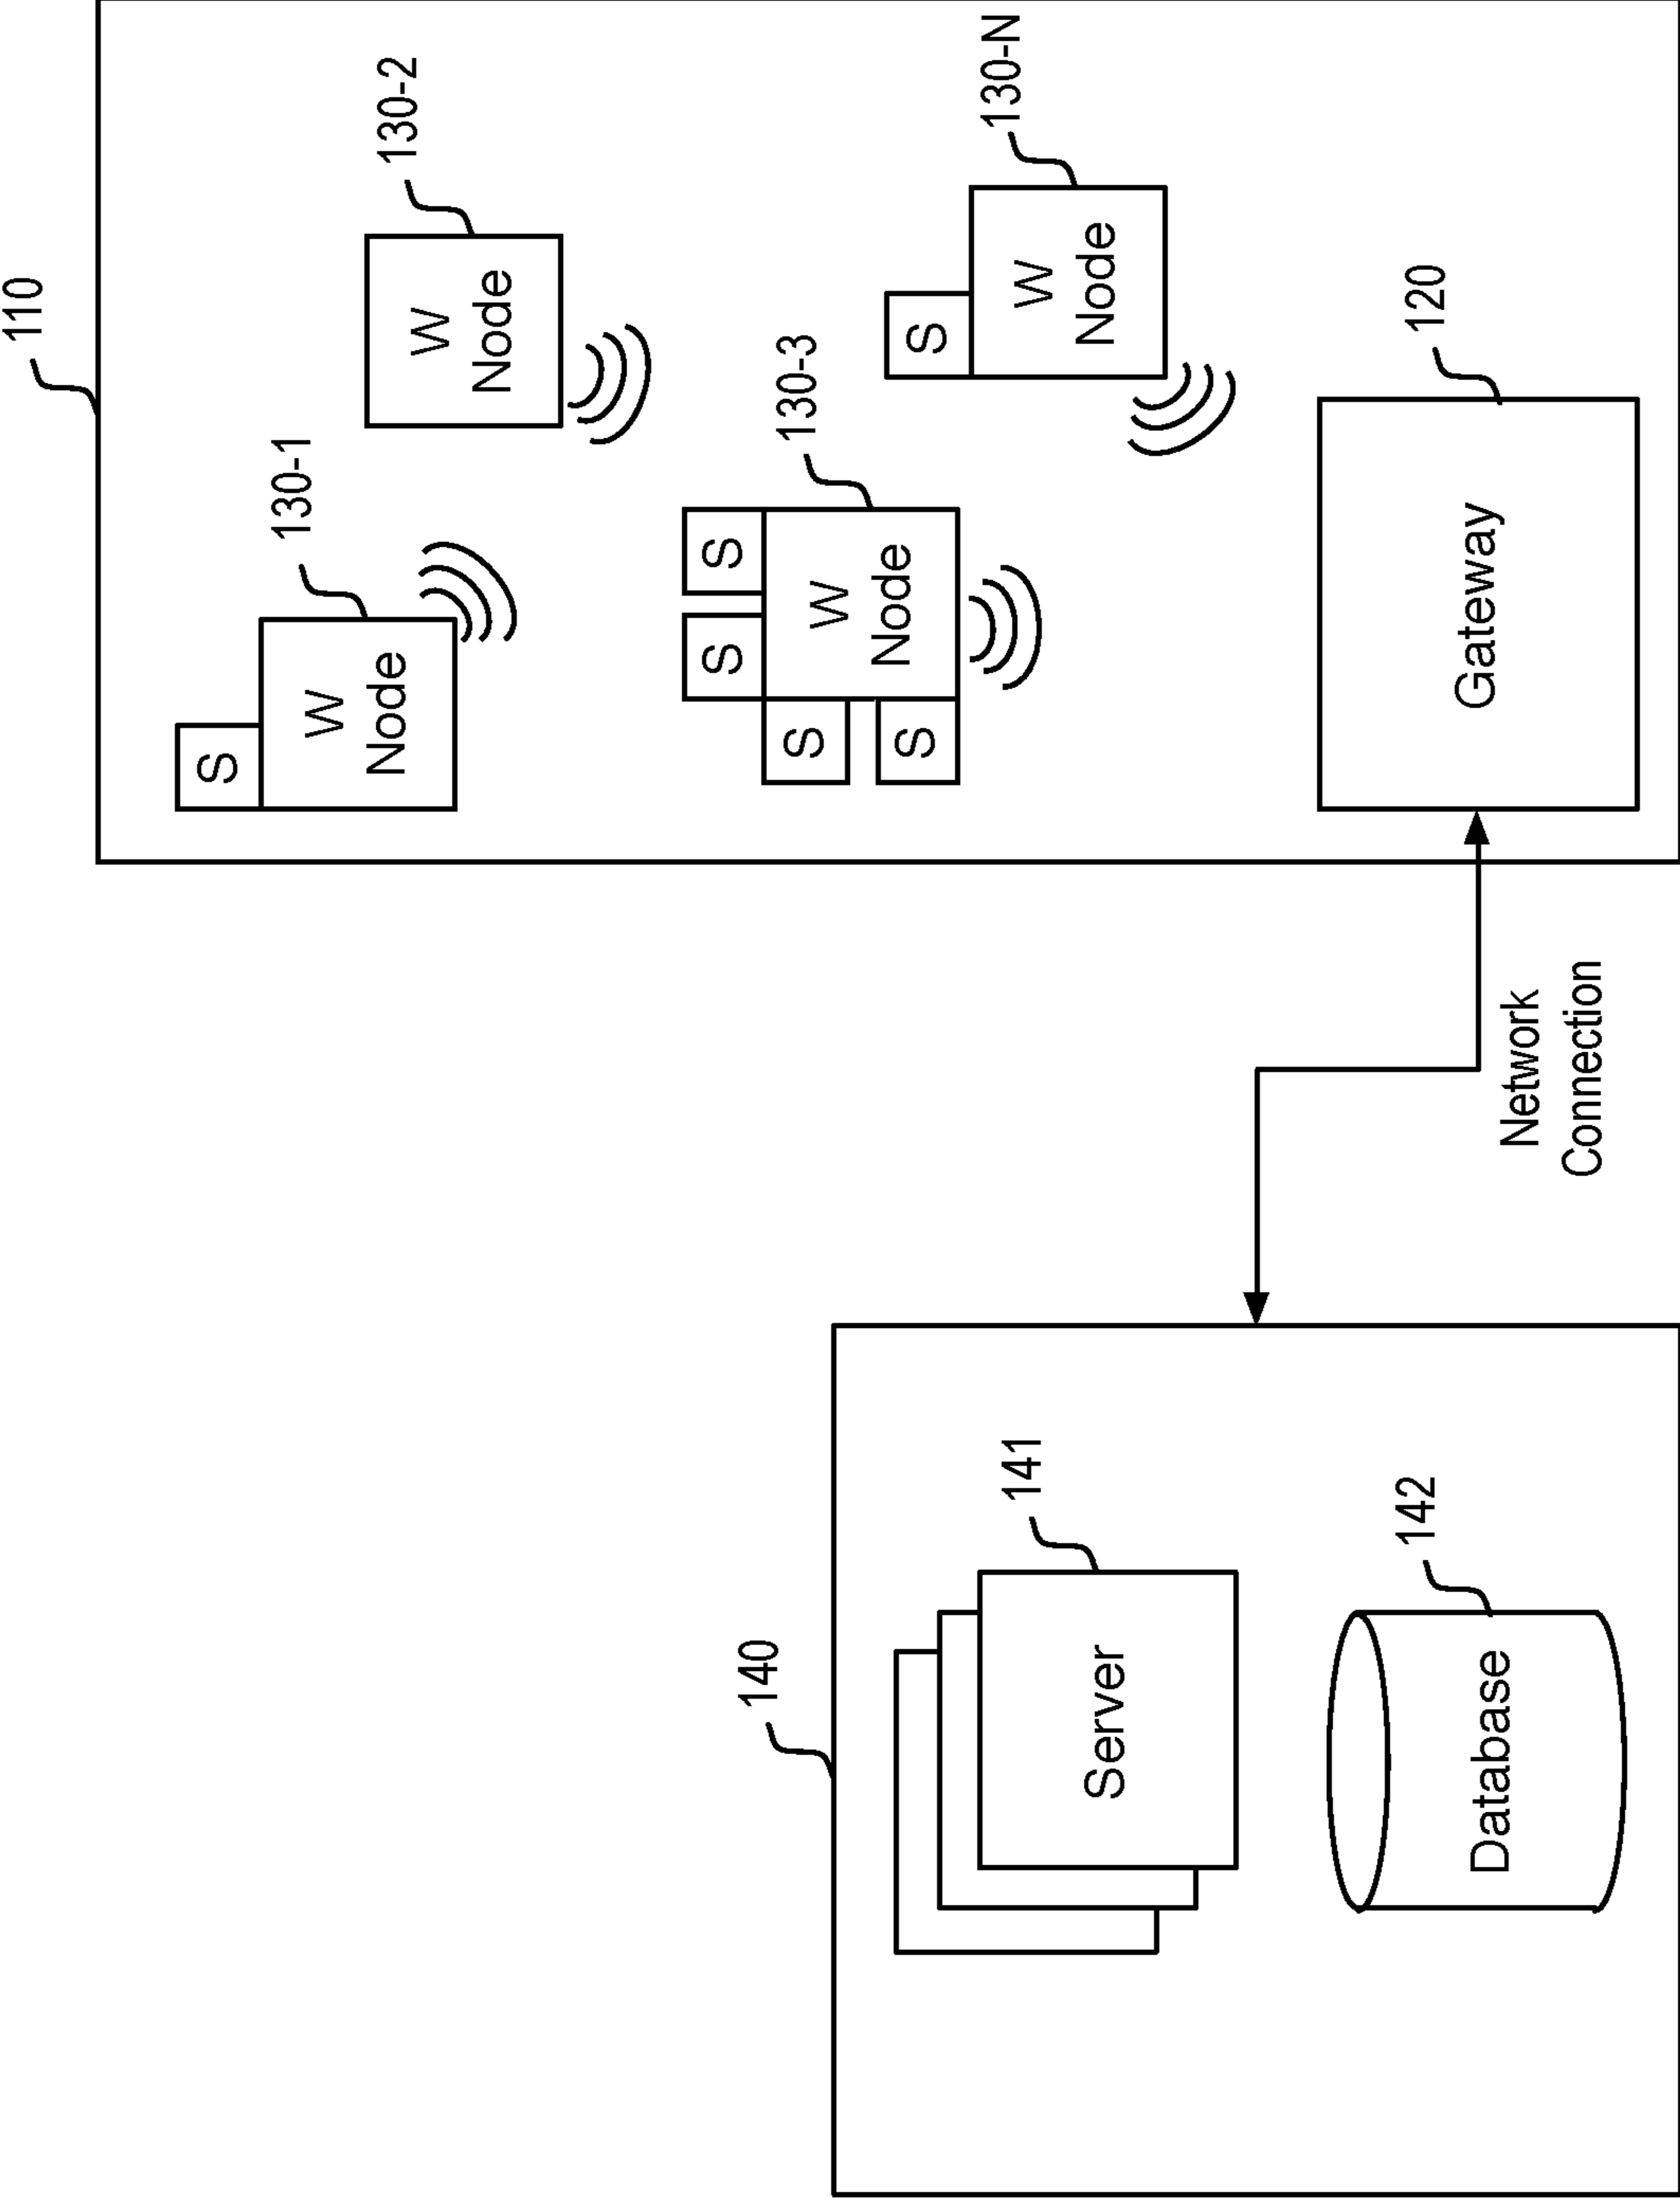 110
130-1
130-2
S
W
Node
W
Node
130-3
130-N
S
S
S
S
W
Node
S
W
Node
120
Gateway
Network
Connection
140
141
Server
142
Database